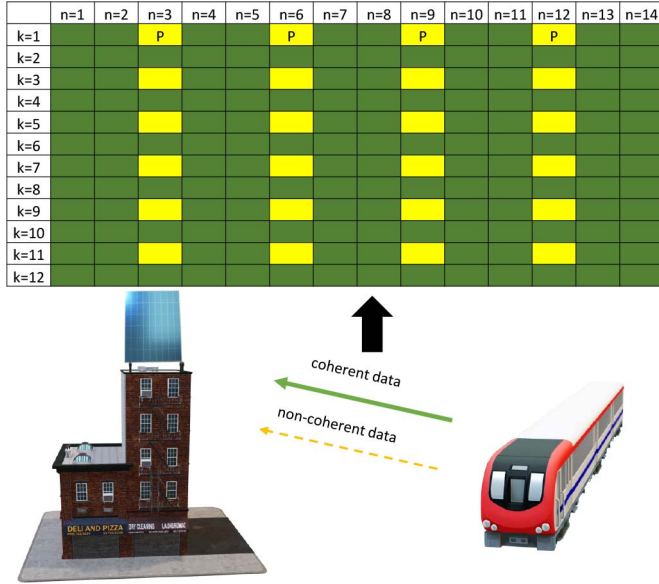 n=1 n=2 n=3 n=4 n=5 n=6 n=7 n=8 n=9 n=10 n=11 n=12 n=13 n=14
k=1 P P P P
k=2
k=3
k=4
k=5
k=6
k=7
k=8
k=9
k=10
k=11
k=12
coherent data
non-coherent data
DELI AND PIZZA DRY CLEANING LAUNDROMAT